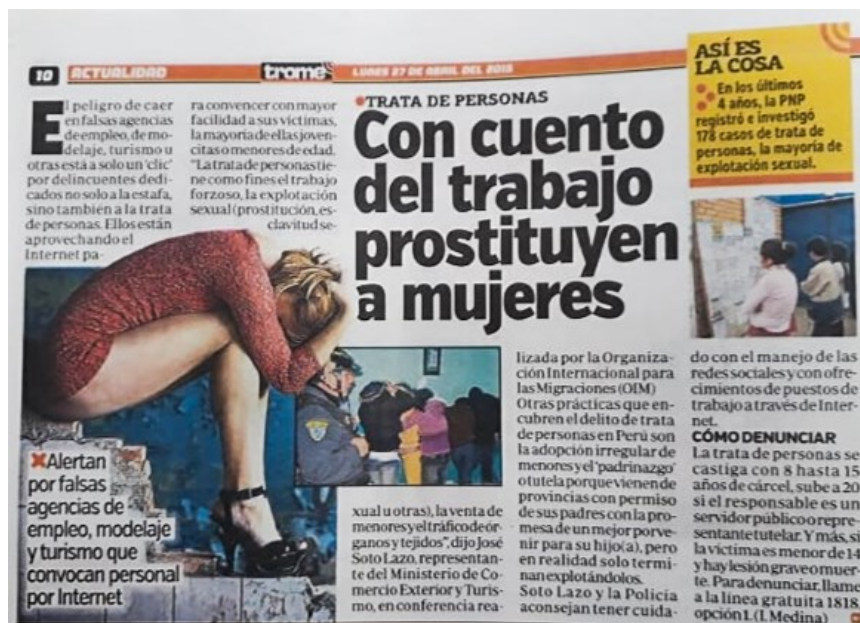 10 ACTUALIDAD
trome
LUNES 27 DE ABRIL DEL 2015
El peligro de caer
en falsas agencias
de empleo, de mo-
delaje, turismo u
otras está a solo un 'clic'
por delincuentes dedi-
cados no solo a la estafa,
sino también a la trata
de personas. Ellos están
aprovechando el
Internet pa-
ra convencer con mayor
facilidad a sus víctimas,
la mayoría de ellas joven-
citas o menores de edad.
"La trata de personas tie-
ne como fines el trabajo
forzoso, la explotación
sexual (prostitución, es-
clavitud se-
TRATA DE PERSONAS
Con cuento
del trabajo
prostituyen
a mujeres
ASÍ ES
LA COSA
En los últimos
4 años, la PNP
registró e investigó
178 casos de trata de
personas, la mayoría de
explotación sexual.
Alertan
por falsas
agencias de
empleo, modelaje
y turismo que
convocan personal
por Internet
xual u otras), la venta de
menores y el tráfico de ór-
ganos y tejidos", dijo José
Soto Lazo, representan-
te del Ministerio de Co-
mercio Exterior y Turis-
mo, en conferencia rea-
lizada por la Organiza-
ción Internacional para
las Migraciones (OIM)
Otras prácticas que en-
cubren el delito de trata
de personas en Perú son
la adopción irregular de
menores y el 'padrinazgo'
o tutela porque vienen de
provincias con permiso
de sus padres con la pro-
mesa de un mejor porve-
nir para su hijo(a), pero
en realidad solo termi-
nan explotándolos.
Soto Lazo y la Policía
aconsejan tener cuida-
do con el manejo de las
redes sociales y con ofre-
cimientos de puestos de
trabajo a través de Inter-
net.
CÓMO DENUNCIAR
La trata de personas se
castiga con 8 hasta 15
años de cárcel, sube a 20
si el responsable es un
servidor público o repre-
sentante tutelar. Y más, si
la víctima es menor de 14
y hay lesión grave o muer-
te. Para denunciar, llame
a la línea gratuita 1818,
opción 1. (I. Medina)